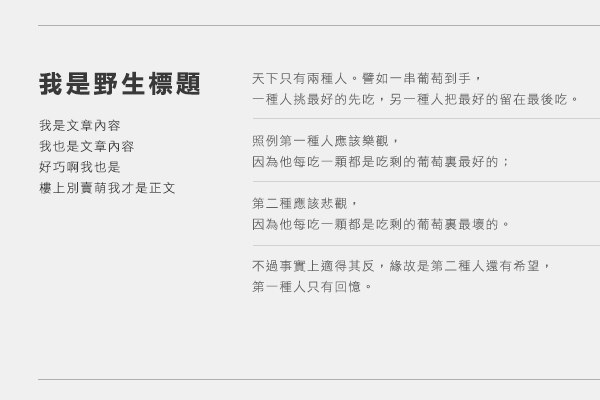 我是野生標題
我是文章內容
我也是文章內容
好巧啊我也是
樓上別賣萌我才是正文
天下只有兩種人。譬如一串葡萄到手，
一種人挑最好的先吃，另一種人把最好的留在最後吃。
照例第一種人應該樂觀，
因為他每吃一顆都是吃剩的葡萄裏最好的；
第二種應該悲觀，
因為他每吃一顆都是吃剩的葡萄裏最壞的。
不過事實上適得其反，緣故是第二種人還有希望，
第一種人只有回憶。